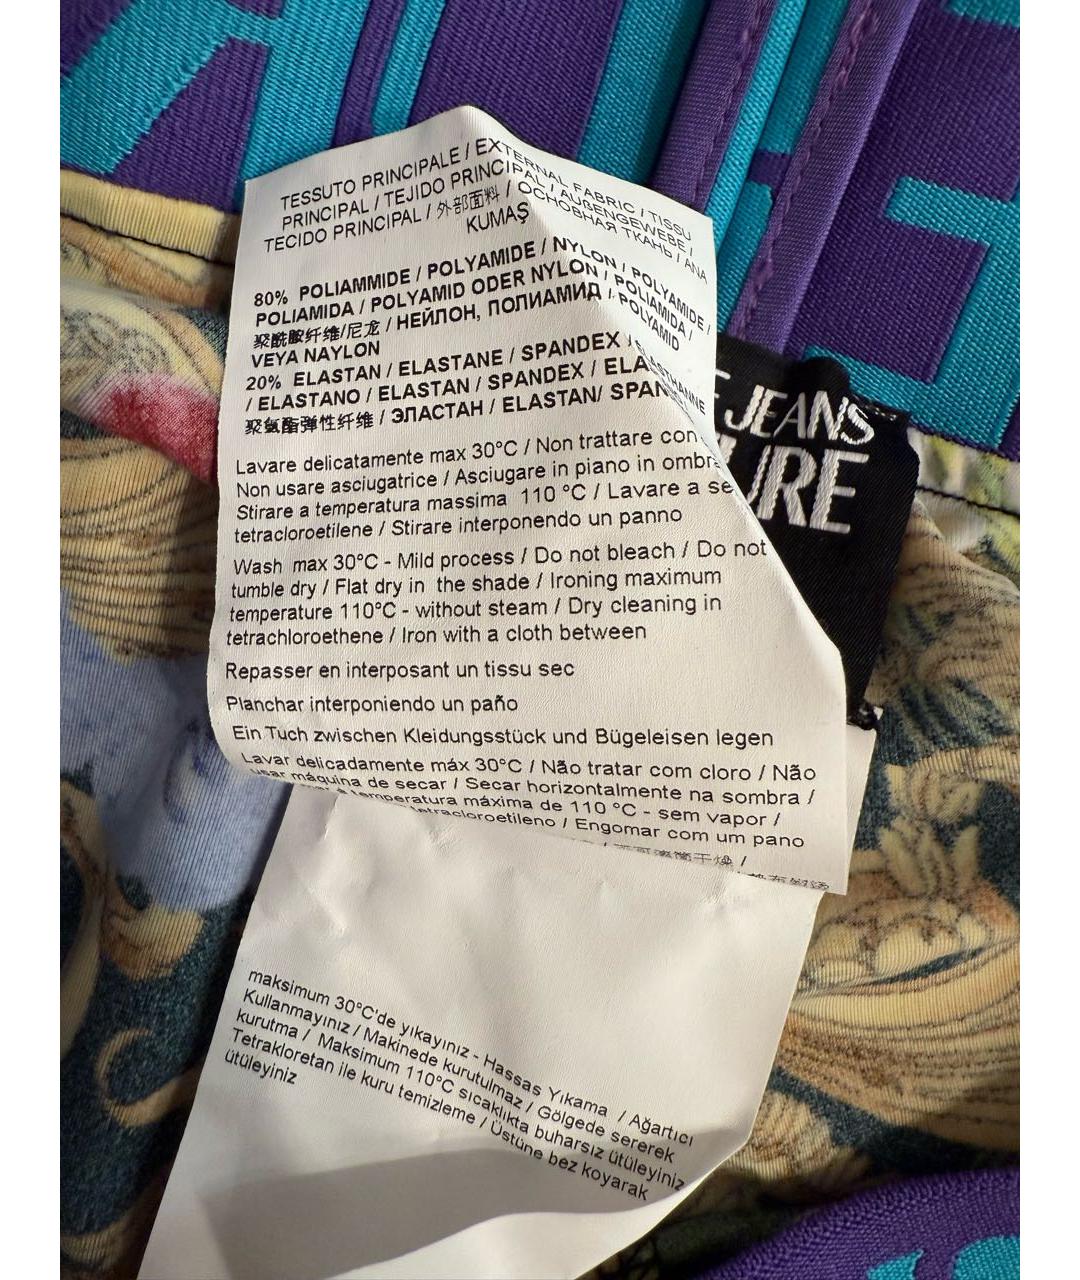 TESSUTO PRINCIPALE / EXTERNAL FABRIC / TISSU
PRINCIPAL / TEJIDO PRINCIPAL / AUßENGEWEBE /
TECIDO PRINCIPAL / 外部面料 / ОСНОВНАЯ ТКАНЬ / ANA
KUMAŞ
80% POLIAMMIDE / POLYAMIDE / NYLON / POLYAMIDE /
POLIAMIDA / POLYAMID ODER NYLON / POLIAMIDA /
聚酰胺纤维/尼龙 / НЕЙЛОН, ПОЛИАМИД / POLYAMID
VEYA NAYLON
20% ELASTAN / ELASTANE / SPANDEX / ELASTHANNE
/ ELASTANO / ELASTAN / SPANDEX / ELA
聚氨酯弹性纤维 / ЭЛАСТАН / ELASTAN/ SPAN
Lavare delicatamente max 30°C / Non trattare con
Non usare asciugatrice / Asciugare in piano in ombra
Stirare a temperatura massima 110 °C / Lavare a se
tetracloroetilene / Stirare interponendo un panno
Wash max 30°C - Mild process / Do not bleach / Do not
tumble dry / Flat dry in the shade / Ironing maximum
temperature 110°C - without steam / Dry cleaning in
tetrachloroethene / Iron with a cloth between
Repasser en interposant un tissu sec
Planchar interponiendo un paño
Ein Tuch zwischen Kleidungsstück und Bügeleisen legen
Lavar delicadamente máx 30°C / Não tratar com cloro / Não
usar máquina de secar / Secar horizontalmente na sombra /
temperatura máxima de 110 °C - sem vapor /
tetracloroetileno / Engomar com um pano
maksimum 30°C'de yıkayınız - Hassas Yıkama / Ağartıcı
Kullanmayınız / Makinede kurutulmaz / Gölgede sererek
kurutma / Maksimum 110°C sıcaklıkta buharsız ütüleyiniz
Tetrakloretan ile kuru temizleme / Üstüne bez koyarak
ütüleyiniz
JEANS
URE